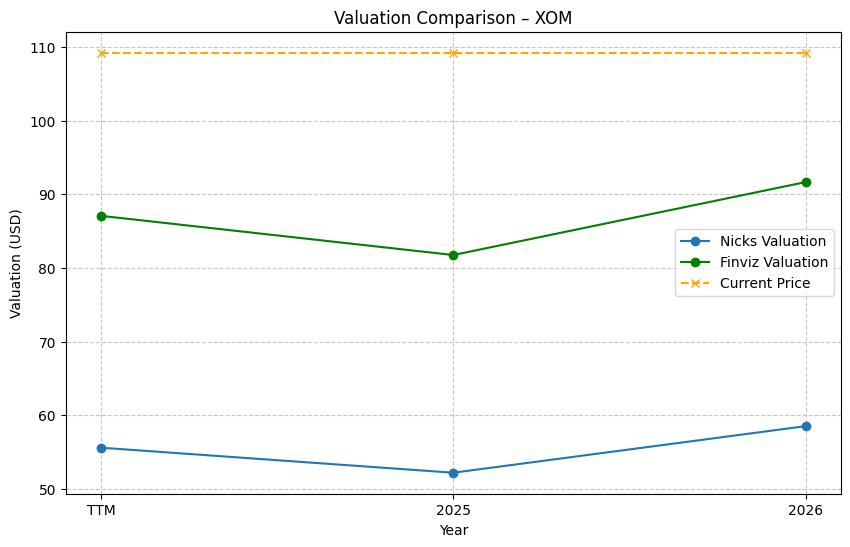 Valuation Comparison – XOM
Valuation (USD)
110
100
90
80
70
60
50
Nicks Valuation
Finviz Valuation
Current Price
TTM
2025
2026
Year